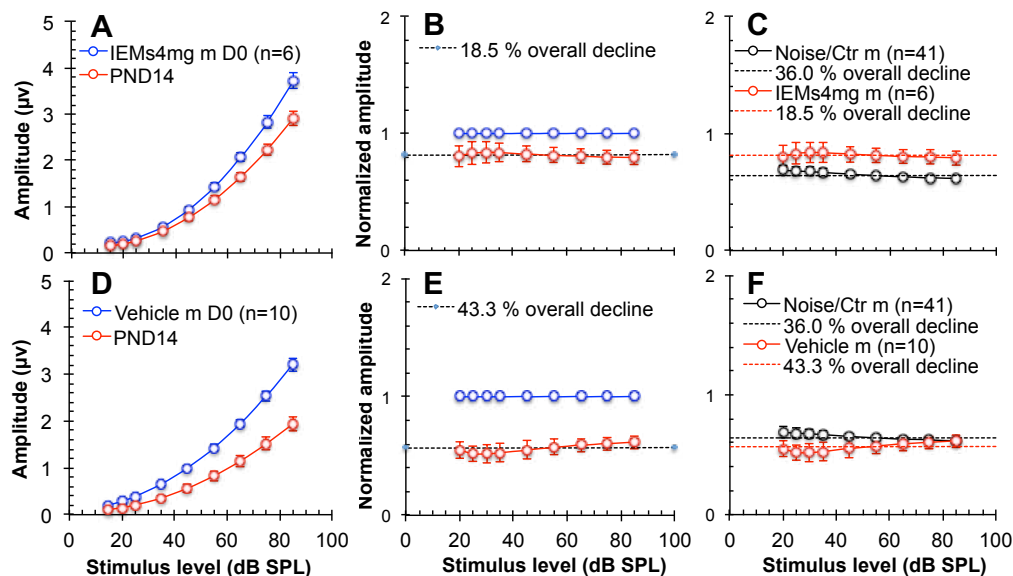 A
IEMs4mg m D0 (n=6)
PND14
Amplitude (μv)
5
4
3
2
1
0
B
18.5 % overall decline
Normalized amplitude
2
1
0
C
Noise/Ctr m (n=41)
36.0 % overall decline
IEMs4mg m (n=6)
18.5 % overall decline
2
1
0
D
Vehicle m D0 (n=10)
PND14
Amplitude (μv)
5
4
3
2
1
0
0 20 40 60 80 100
Stimulus level (dB SPL)
E
43.3 % overall decline
Normalized amplitude
2
1
0
0 20 40 60 80 100
Stimulus level (dB SPL)
F
Noise/Ctr m (n=41)
36.0 % overall decline
Vehicle m (n=10)
43.3 % overall decline
2
1
0
0 20 40 60 80 100
Stimulus level (dB SPL)